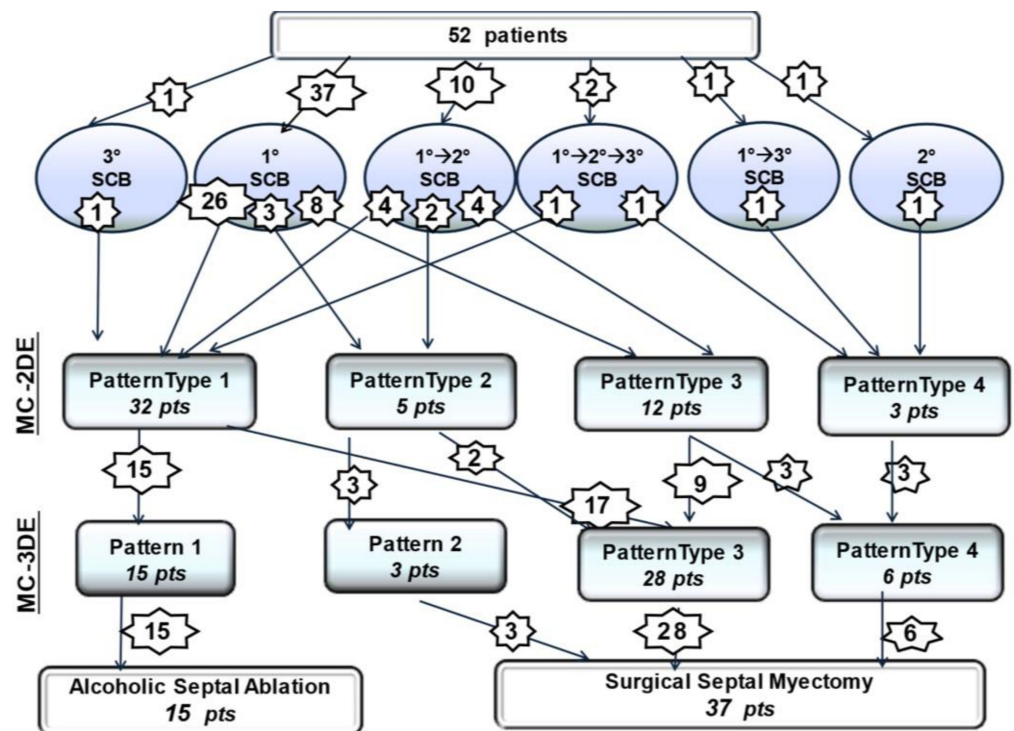 52 patients
1 37 10 2 1 1
3° 1° 1°→2° 1°→2°→3° 1°→3° 2°
SCB SCB SCB SCB SCB SCB
1 26 3 8 4 2 4 1 1 1 1
MC-2DE
PatternType 1 PatternType 2 PatternType 3 PatternType 4
32 pts 5 pts 12 pts 3 pts
15 3 2 17 9 3 3
MC-3DE
Pattern 1 Pattern 2 PatternType 3 PatternType 4
15 pts 3 pts 28 pts 6 pts
15 3 28 6
Alcoholic Septal Ablation Surgical Septal Myectomy
15 pts 37 pts